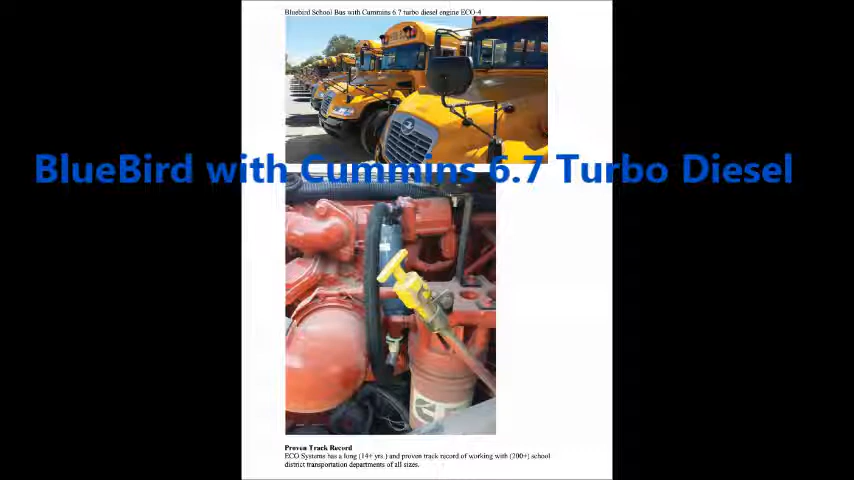 Bluebird School Bus with Cummins 6.7 turbo diesel engine ECO-4
BlueBird with Cummins 6.7 Turbo Diesel
Proven Track Record
ECO Systems has a long (14+ yrs.) and proven track record of working with (200+) school
district transportation departments of all sizes.